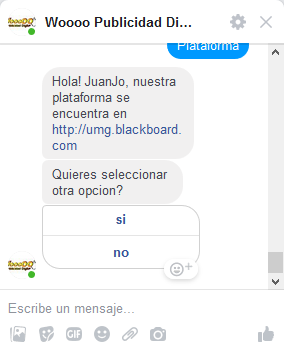 Woooo Publicidad Di...
Plataforma
Hola! JuanJo, nuestra
plataforma se
encuentra en
http://umg.blackboard.
com
Quieres seleccionar
otra opcion?
si
no
Escribe un mensaje...
GIF